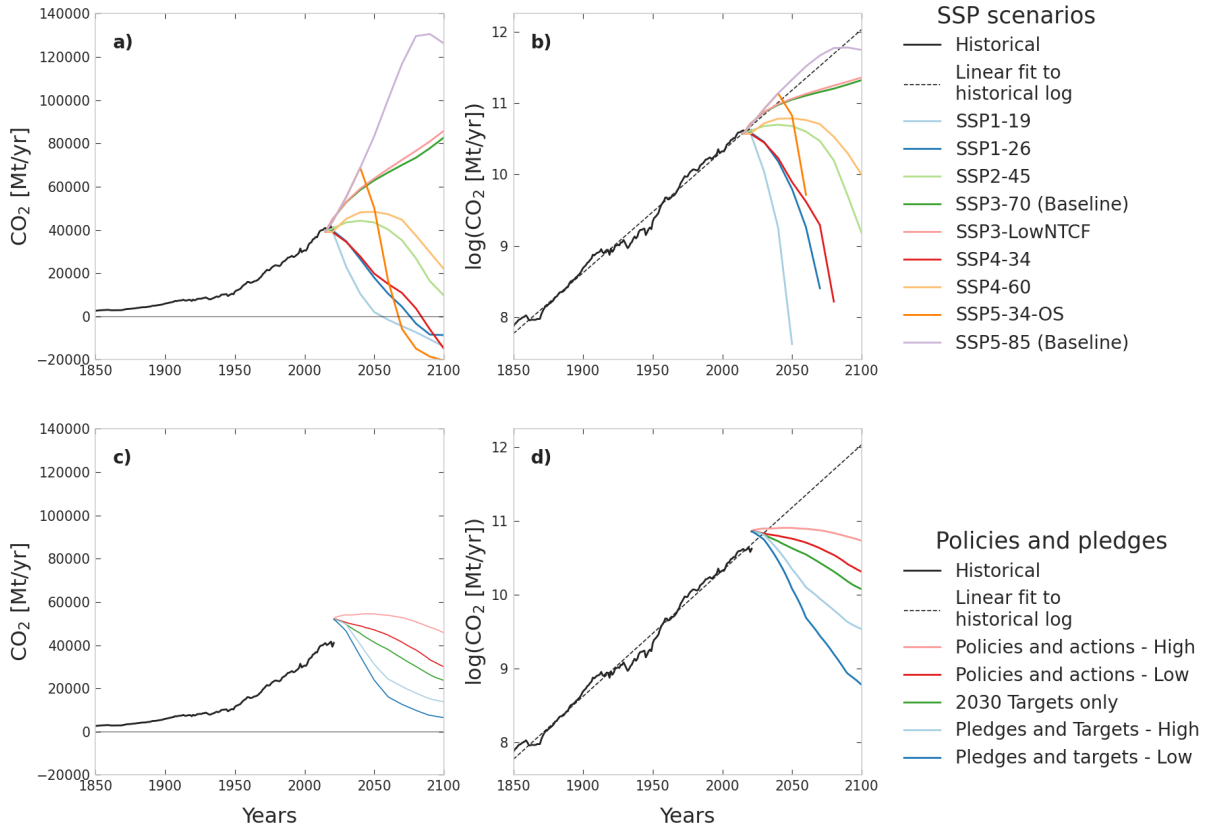 a)
CO₂ [Mt/yr]
140000
120000
100000
80000
60000
40000
20000
0
−20000
1850
1900
1950
2000
2050
2100
b)
log(CO₂ [Mt/yr])
12
11
10
9
8
1850
1900
1950
2000
2050
2100
SSP scenarios
Historical
Linear fit to
historical log
SSP1-19
SSP1-26
SSP2-45
SSP3-70 (Baseline)
SSP3-LowNTCF
SSP4-34
SSP4-60
SSP5-34-OS
SSP5-85 (Baseline)
c)
CO₂ [Mt/yr]
140000
120000
100000
80000
60000
40000
20000
0
−20000
1850
1900
1950
2000
2050
2100
Years
d)
log(CO₂ [Mt/yr])
12
11
10
9
8
1850
1900
1950
2000
2050
2100
Years
Policies and pledges
Historical
Linear fit to
historical log
Policies and actions - High
Policies and actions - Low
2030 Targets only
Pledges and Targets - High
Pledges and targets - Low